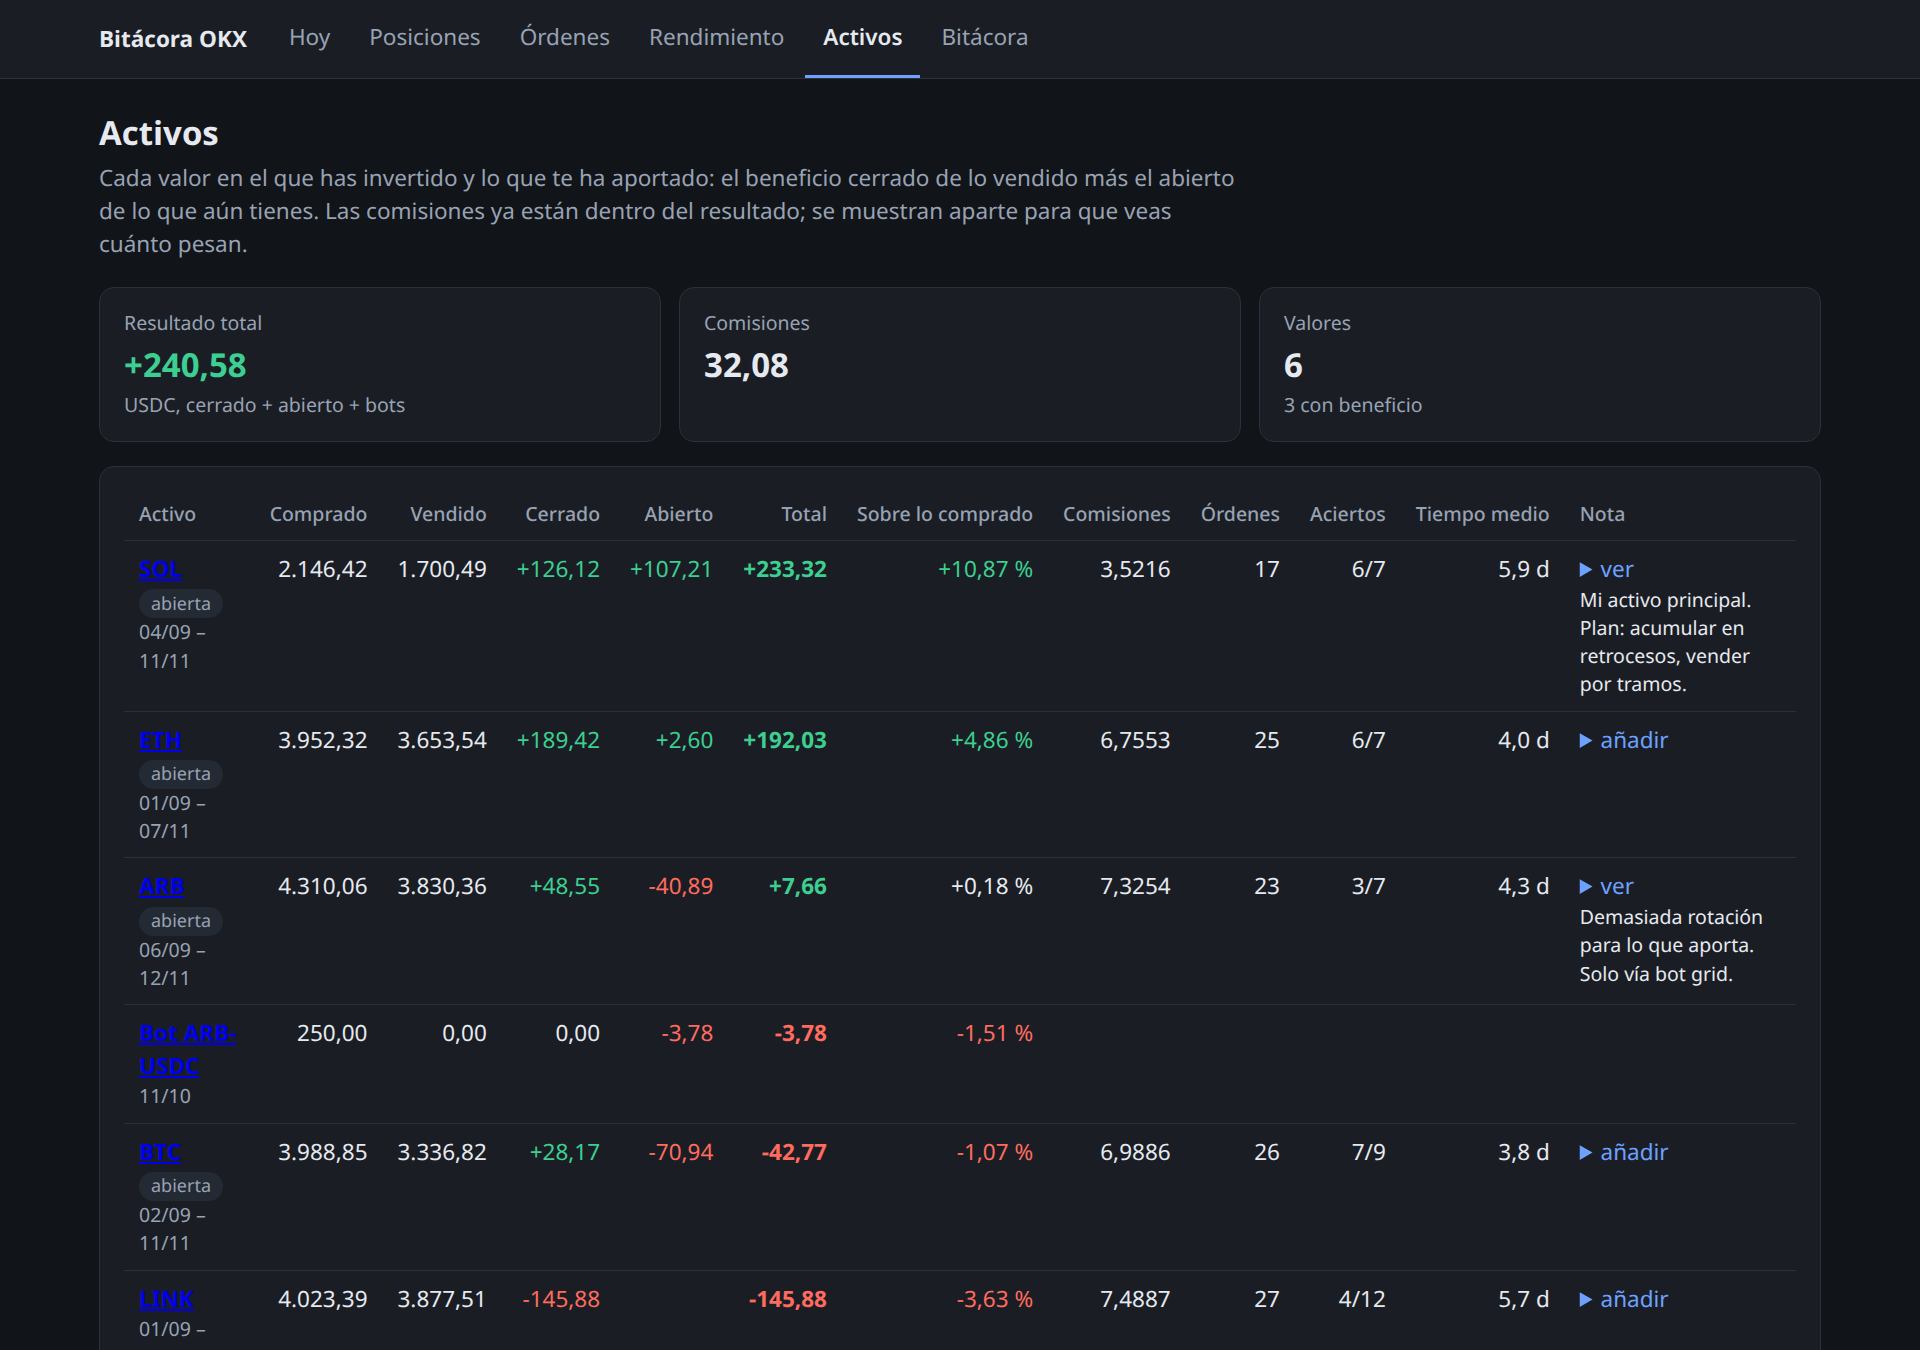 Bitácora OKX Hoy Posiciones Órdenes Rendimiento Activos Bitácora
Activos
Cada valor en el que has invertido y lo que te ha aportado: el beneficio cerrado de lo vendido más el abierto
de lo que aún tienes. Las comisiones ya están dentro del resultado; se muestran aparte para que veas
cuánto pesan.
Resultado total
+240,58
USDC, cerrado + abierto + bots
Comisiones
32,08
Valores
6
3 con beneficio
Activo Comprado Vendido Cerrado Abierto Total Sobre lo comprado Comisiones Órdenes Aciertos Tiempo medio Nota
SOL 2.146,42 1.700,49 +126,12 +107,21 +233,32 +10,87 % 3,5216 17 6/7 5,9 d ▶ ver
abierta
04/09 –
11/11
Mi activo principal.
Plan: acumular en
retrocesos, vender
por tramos.
ETH 3.952,32 3.653,54 +189,42 +2,60 +192,03 +4,86 % 6,7553 25 6/7 4,0 d ▶ añadir
abierta
01/09 –
07/11
ARB 4.310,06 3.830,36 +48,55 -40,89 +7,66 +0,18 % 7,3254 23 3/7 4,3 d ▶ ver
abierta
06/09 –
12/11
Demasiada rotación
para lo que aporta.
Solo vía bot grid.
Bot ARB- 250,00 0,00 0,00 -3,78 -3,78 -1,51 %
USDC
11/10
BTC 3.988,85 3.336,82 +28,17 -70,94 -42,77 -1,07 % 6,9886 26 7/9 3,8 d ▶ añadir
abierta
02/09 –
11/11
LINK 4.023,39 3.877,51 -145,88 -145,88 -3,63 % 7,4887 27 4/12 5,7 d ▶ añadir
01/09 –